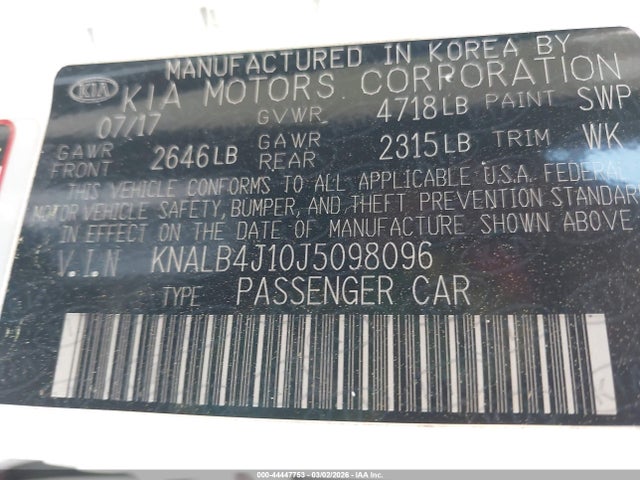 MANUFACTURED IN KOREA BY
KIA KIA MOTORS CORPORATION
07/17 GVWR 4718LB PAINT SWP
GAWR FRONT 2646LB GAWR REAR 2315LB TRIM WK
THIS VEHICLE CONFORMS TO ALL APPLICABLE U.S.A. FEDERAL
MOTOR VEHICLE SAFETY, BUMPER, AND THEFT PREVENTION STANDAR
IN EFFECT ON THE DATE OF MANUFACTURE SHOWN ABOVE
V.I.N KNALB4J10J5098096
TYPE PASSENGER CAR
000-44447753 - 03/02/2026 - IAA Inc.